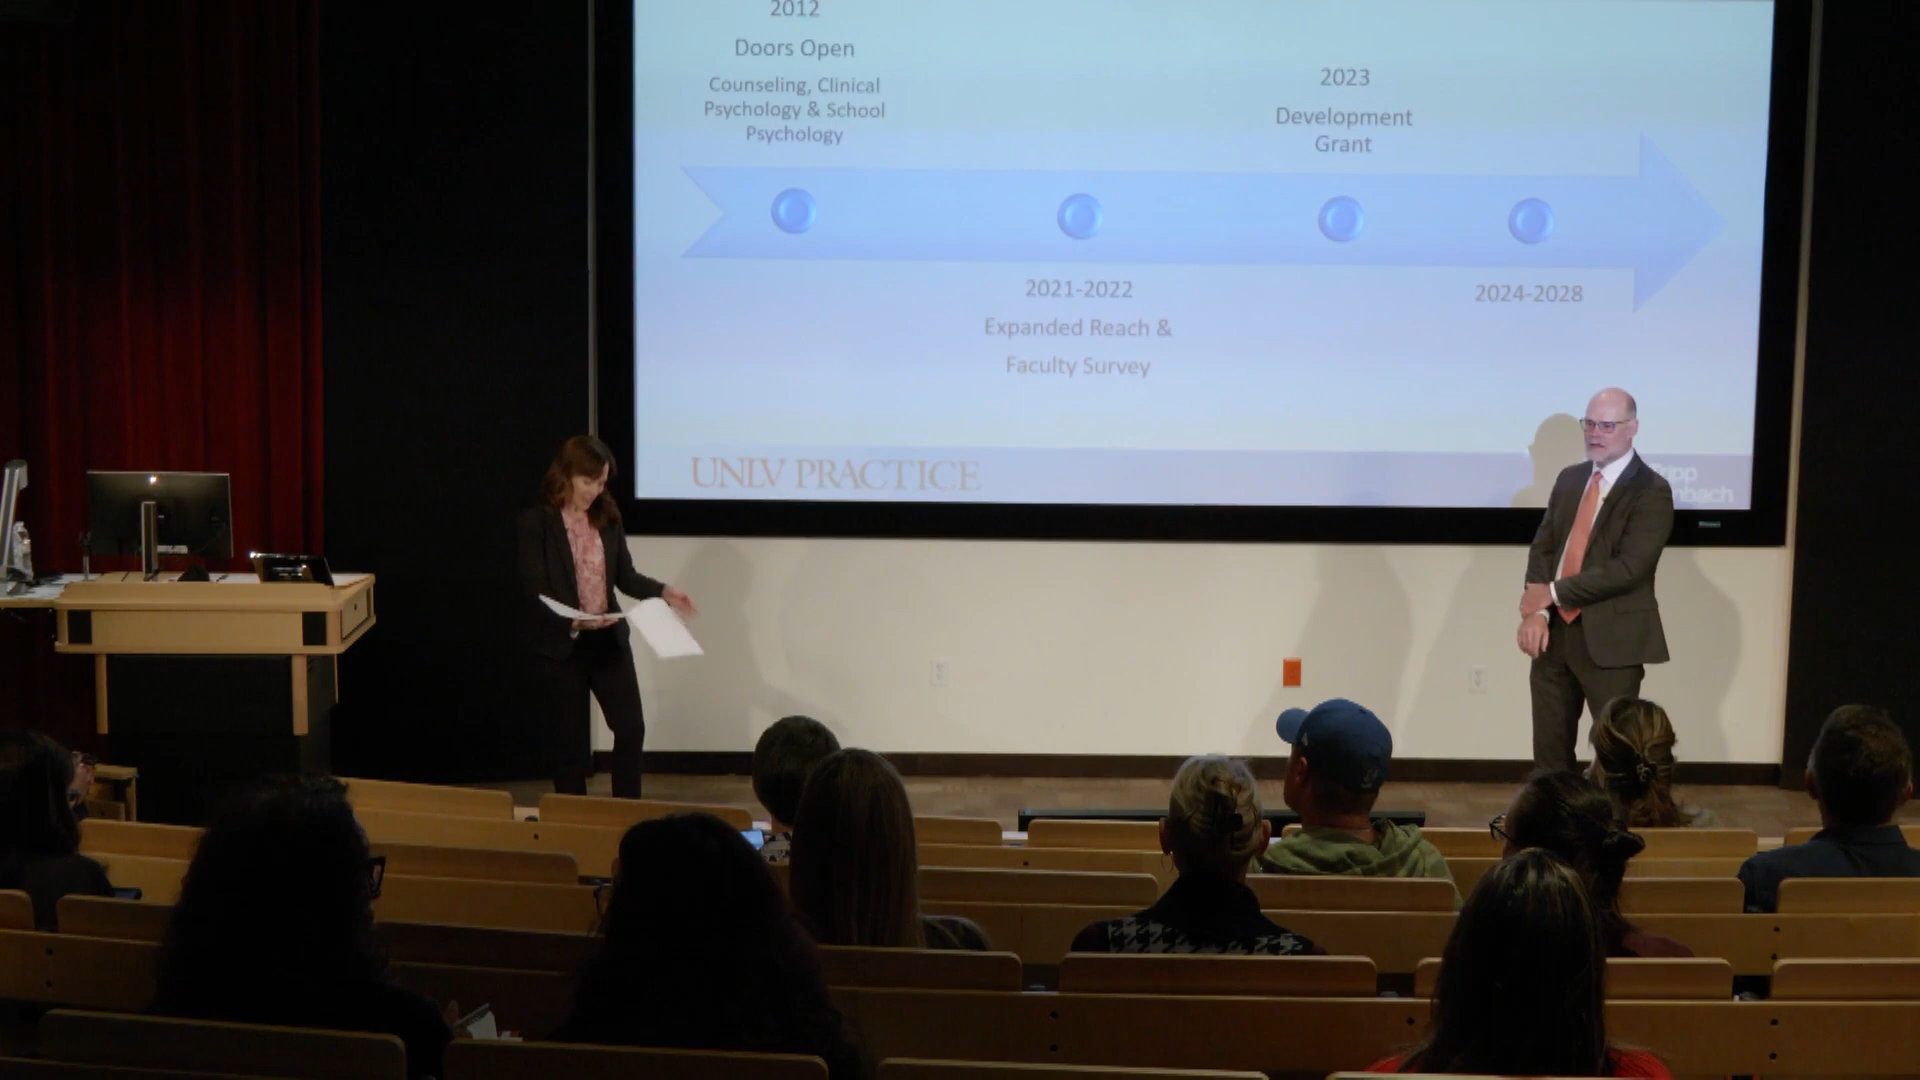 2012
Doors Open
Counseling, Clinical
Psychology & School
Psychology
2023
Development
Grant
2021-2022
Expanded Reach &
Faculty Survey
2024-2028
UNLV PRACTICE
Tripp